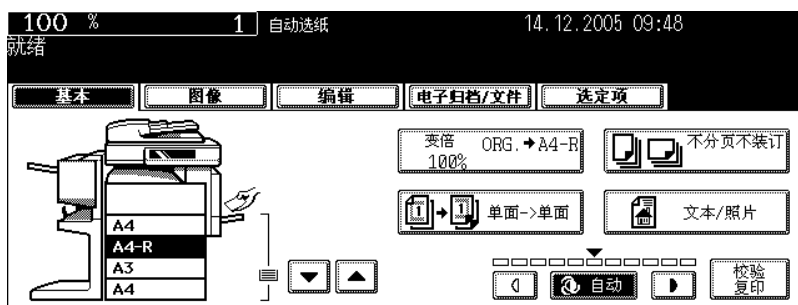 100 % 1 自动选纸 14.12.2005 09:48
就绪
基本 图像 编辑 电子归档/文件 选定项
变倍 ORG.→A4-R
100%
不分页不装订
1→1 单面->单面
文本/照片
A4
A4-R
A3
A4
自动
校验
复印